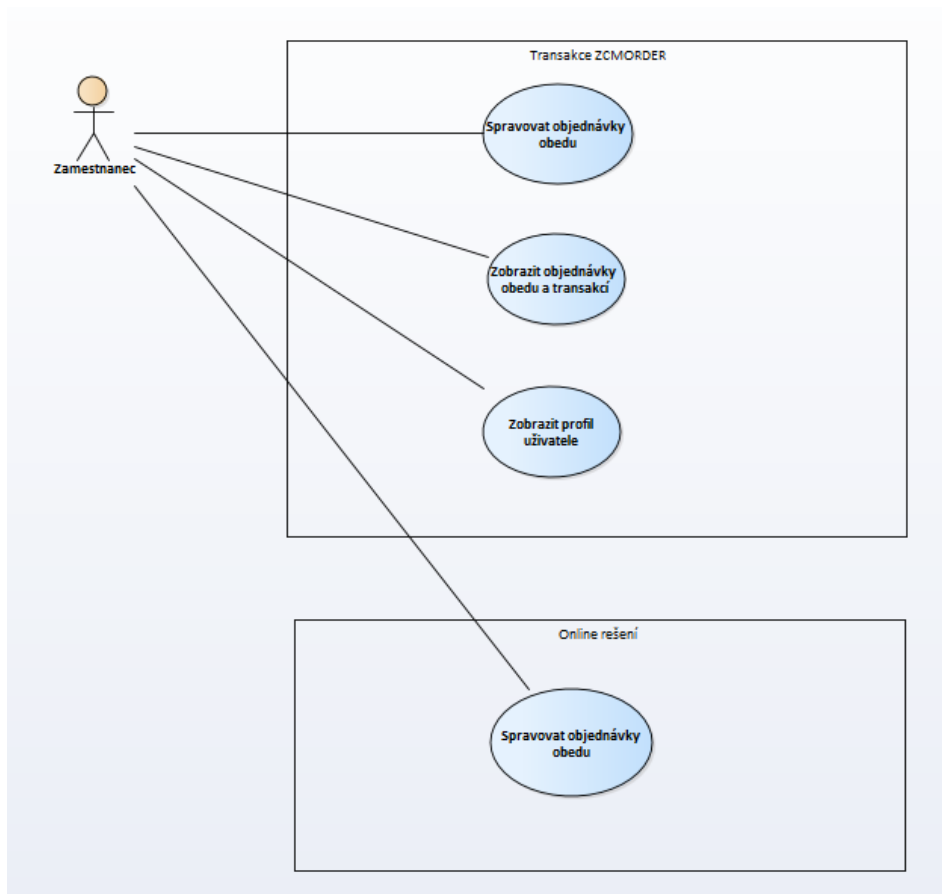 Transakce ZCMORDER
Spravovat objednávky
obedu
Zamestnanec
Zobrazit objednávky
obedu a transakcí
Zobrazit profil
uživatele
Online rešení
Spravovat objednávky
obedu